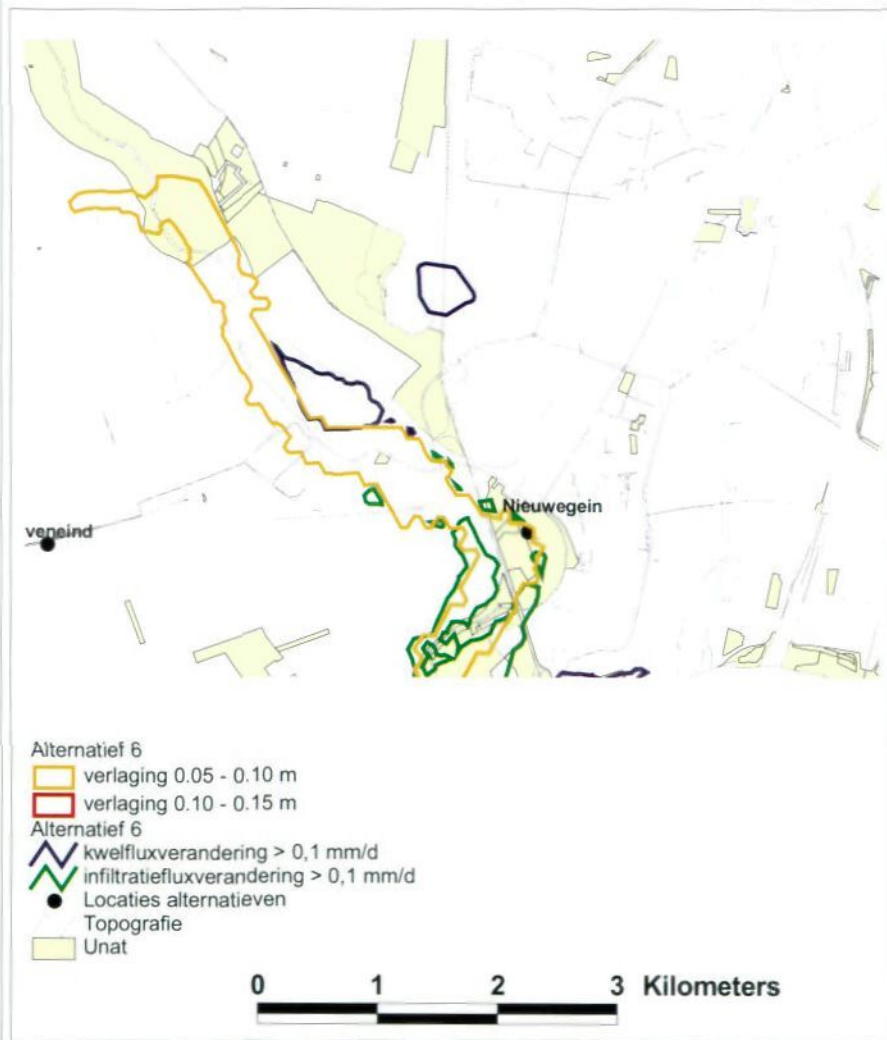 Nieuwegein
veneind
Alternatief 6
verlaging 0.05 - 0.10 m
verlaging 0.10 - 0.15 m
Alternatief 6
kwelfluxverandering > 0,1 mm/d
infiltratiefluxverandering > 0,1 mm/d
Locaties alternatieven
Topografie
Unat
0 1 2 3 Kilometers